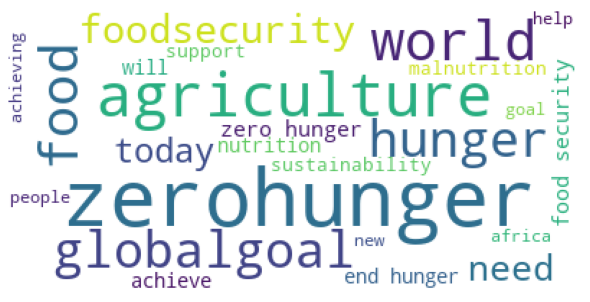 help
foodsecurity
world
support
achieving
food
will
malnutrition
agriculture
goal
zero hunger
hunger
today
nutrition
food security
sustainability
zerohunger
people
globalgoal
new
africa
achieve
end hunger
need